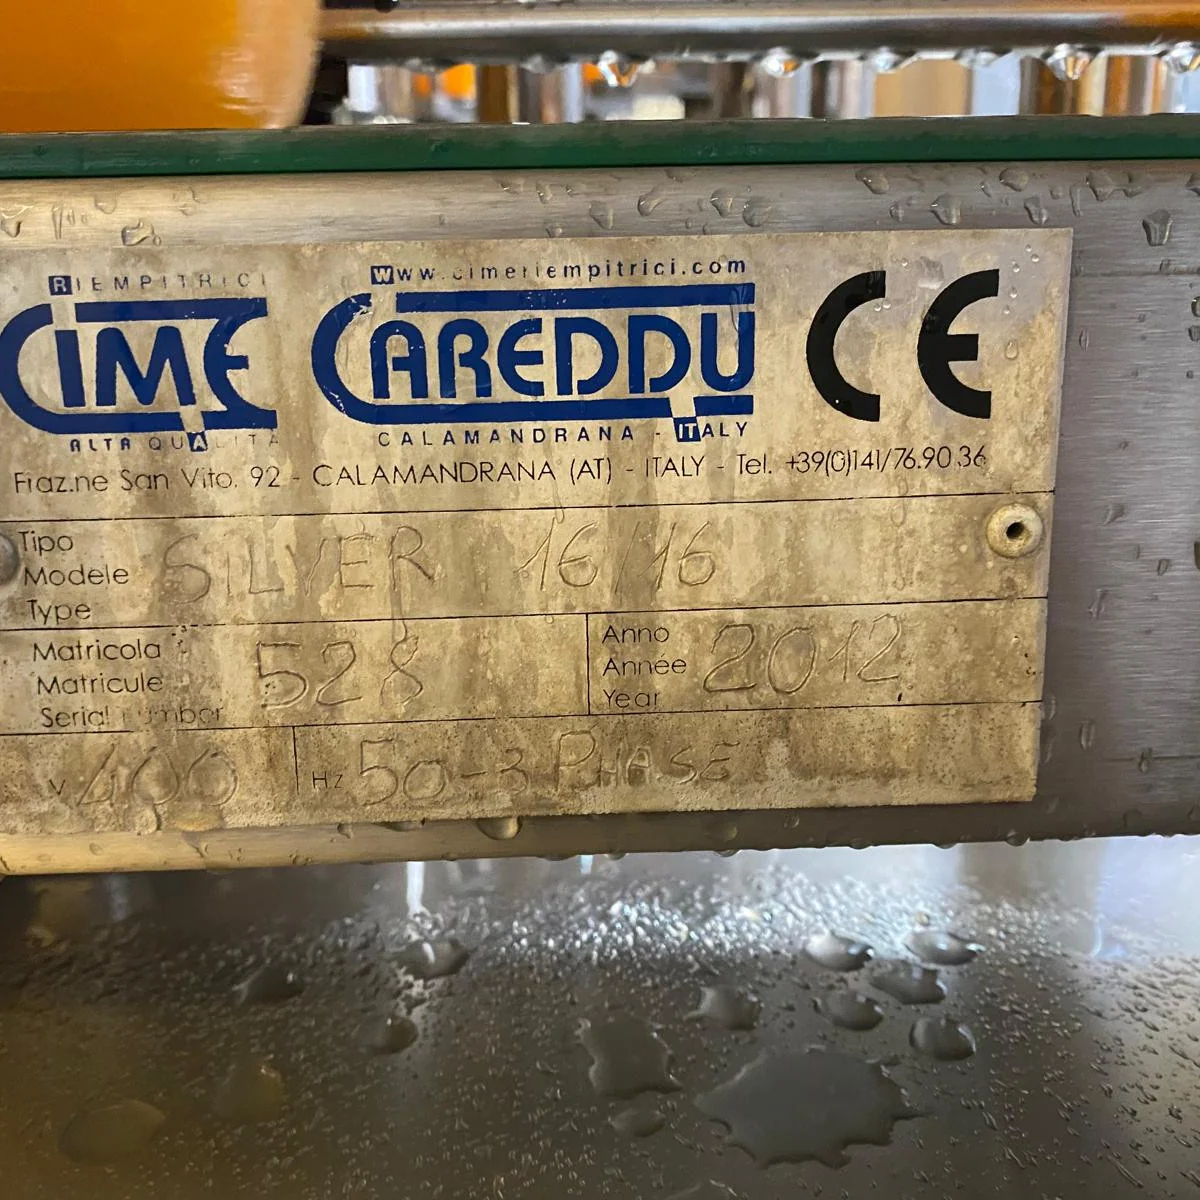 RIEMPITRICI
www.cimeriempitrici.com
CIME CAREDDU CE
ALTA QUALITÀ
CALAMANDRANA - ITALY
Fraz.ne San Vito, 92 - CALAMANDRANA (AT) - ITALY - Tel. +39(0)141/76.90.36
Tipo
Modele SILVER 16/16
Type
Matricola
Matricule 528
Serial number
Anno
Année 2012
Year
V 400 Hz 50-3 PHASE